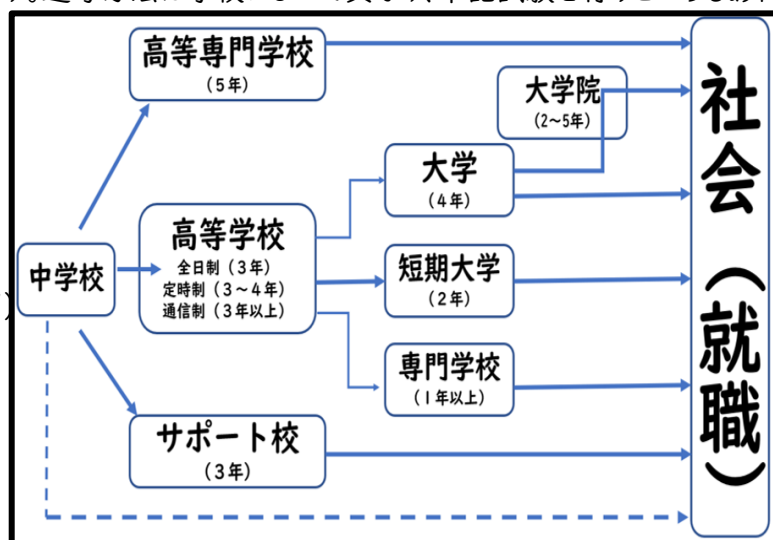 高等専門学校
(5年)
大学院
(2~5年)
大学
(4年)
高等学校
全日制(3年)
定時制(3~4年)
通信制(3年以上)
中学校
短期大学
(2年)
専門学校
(1年以上)
サポート校
(3年)
社会(就職)